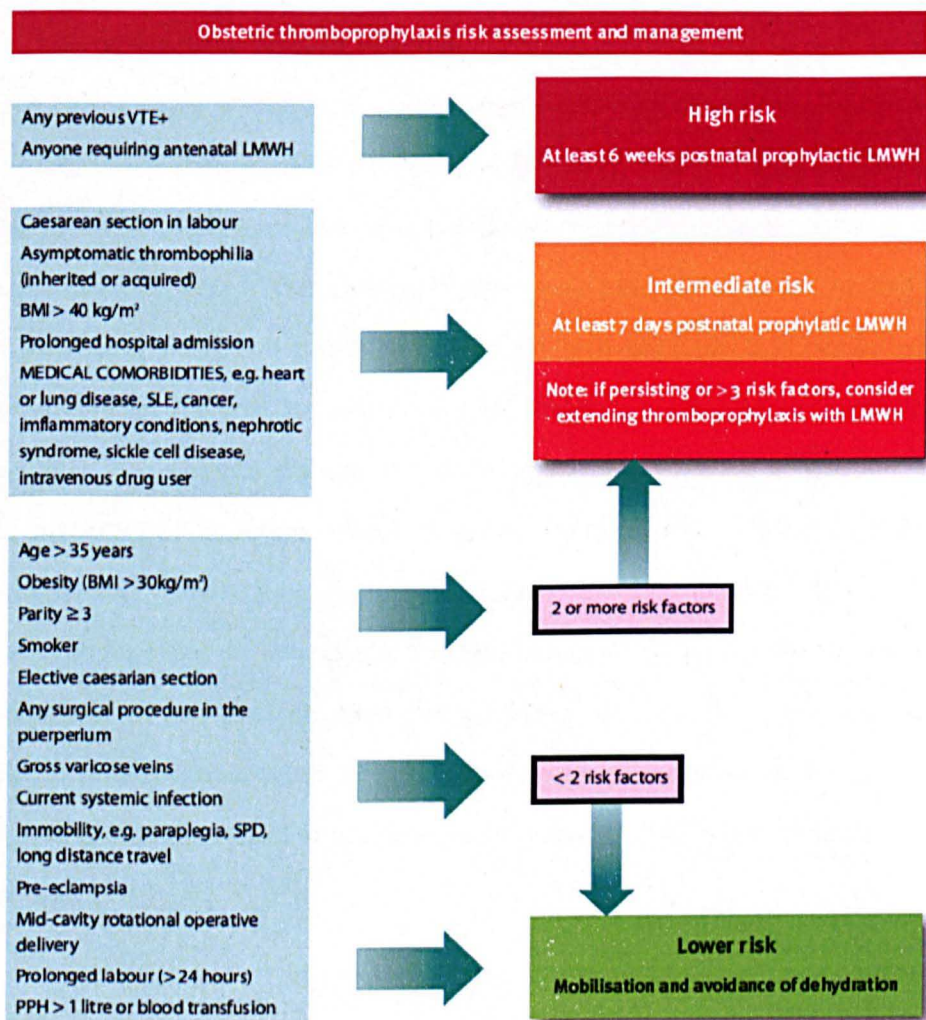 Obstetric thromboprophylaxis risk assessment and management
Any previous VTE+
Anyone requiring antenatal LMWH
High risk
At least 6 weeks postnatal prophylactic LMWH
Caesarean section in labour
Asymptomatic thrombophilia
(inherited or acquired)
BMI > 40 kg/m²
Prolonged hospital admission
MEDICAL COMORBIDITIES, e.g. heart
or lung disease, SLE, cancer,
imflammatory conditions, nephrotic
syndrome, sickle cell disease,
intravenous drug user
Intermediate risk
At least 7 days postnatal prophylatic LMWH
Note: if persisting or >3 risk factors, consider
extending thromboprophylaxis with LMWH
Age > 35 years
Obesity (BMI > 30kg/m²)
Parity ≥ 3
Smoker
Elective caesarian section
Any surgical procedure in the
puerperium
Gross varicose veins
Current systemic infection
Immobility, e.g. paraplegia, SPD,
long distance travel
Pre-eclampsia
Mid-cavity rotational operative
delivery
Prolonged labour (> 24 hours)
PPH > 1 litre or blood transfusion
2 or more risk factors
< 2 risk factors
Lower risk
Mobilisation and avoidance of dehydration